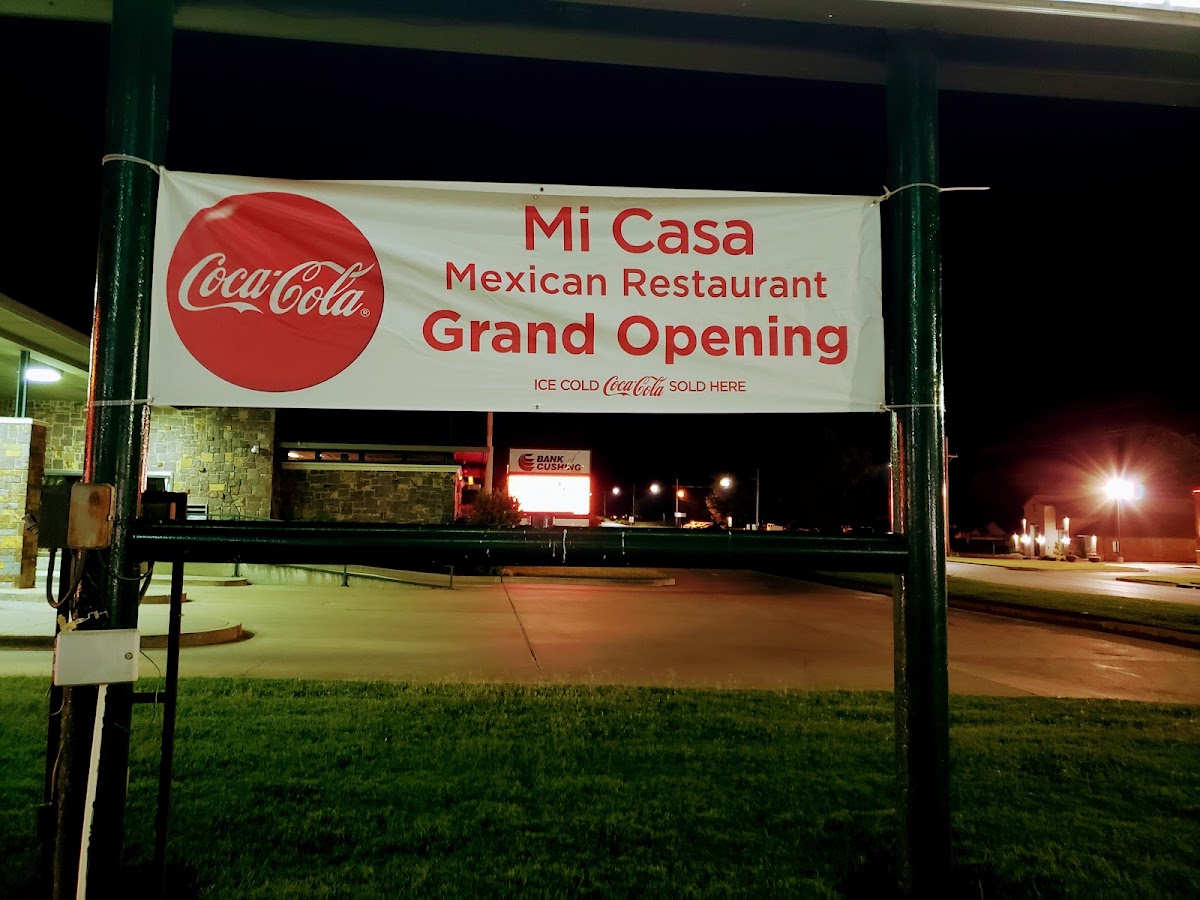 Coca-Cola®
Mi Casa
Mexican Restaurant
Grand Opening
ICE COLD Coca-Cola SOLD HERE
BANK of
CUSHING